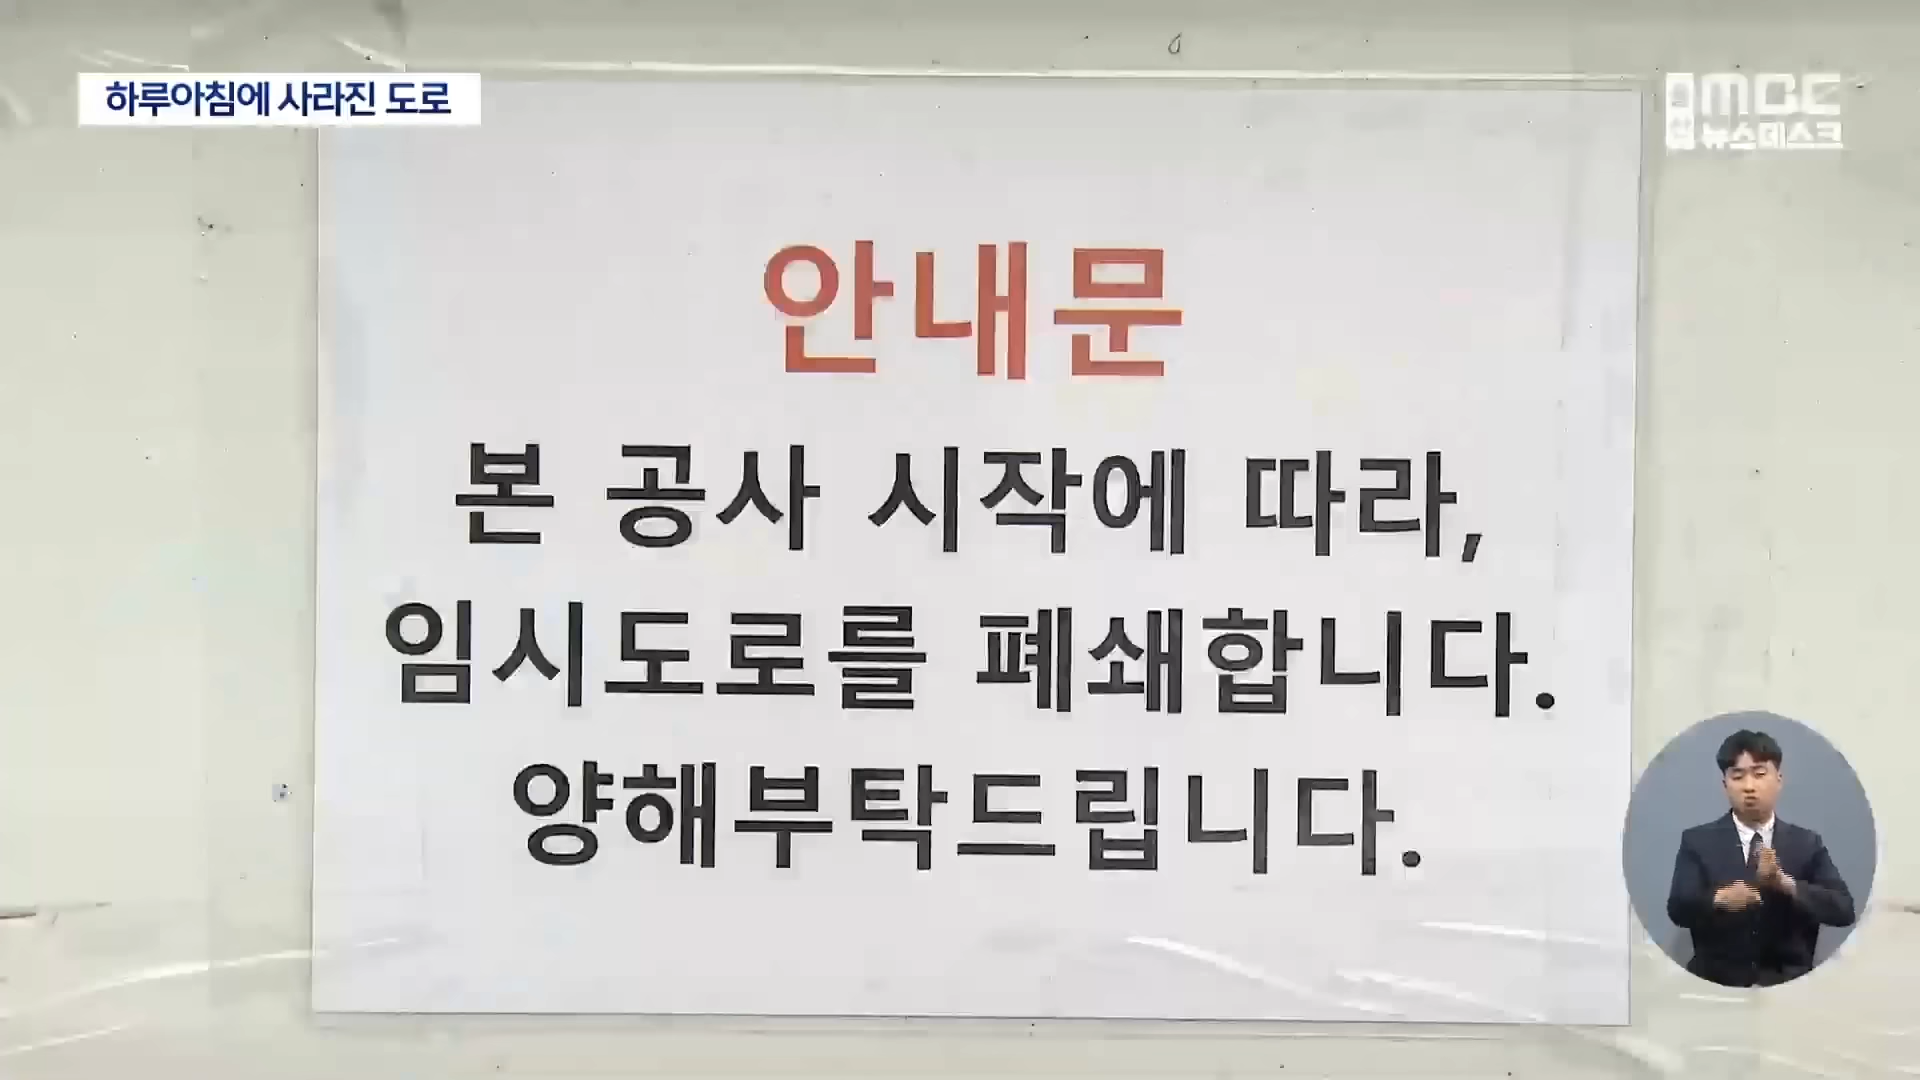 하루아침에 사라진 도로
MBC
뉴스데스크
안내문
본 공사 시작에 따라,
임시도로를 폐쇄합니다.
양해부탁드립니다.